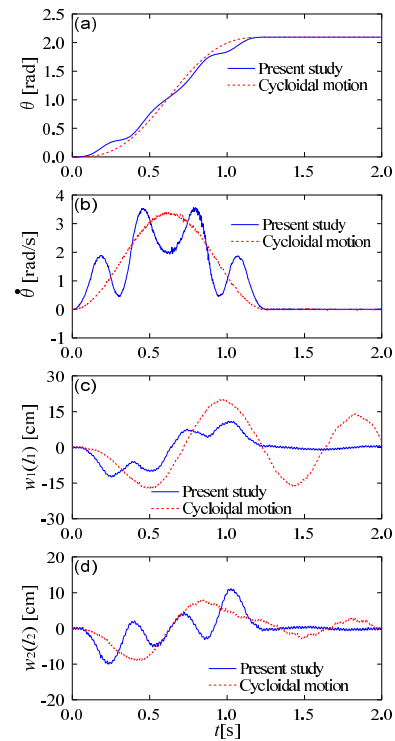 (a)
2.5
2.0
1.5
1.0
0.5
0.0
θ [rad]
Present study
Cycloidal motion
0.0 0.5 1.0 1.5 2.0
(b)
4
3
2
1
0
-1
θ̇ [rad/s]
Present study
Cycloidal motion
0.0 0.5 1.0 1.5 2.0
(c)
30
15
0
-15
-30
w₁(l₁) [cm]
Present study
Cycloidal motion
0.0 0.5 1.0 1.5 2.0
(d)
20
10
0
-10
-20
w₂(l₂) [cm]
Present study
Cycloidal motion
0.0 0.5 1.0 1.5 2.0
t[s]